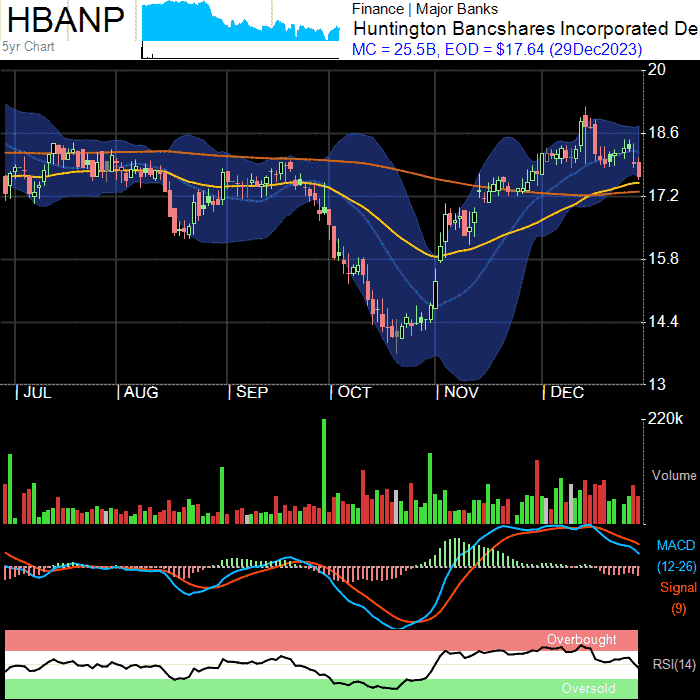 HBANP
5yr Chart
Finance | Major Banks
Huntington Bancshares Incorporated De
MC = 25.5B, EOD = $17.64 (29Dec2023)
20
18.6
17.2
15.8
14.4
13
| JUL | AUG | SEP | OCT | NOV | DEC
220k
Volume
MACD
(12-26)
Signal
(9)
Overbought
RSI(14)
Oversold